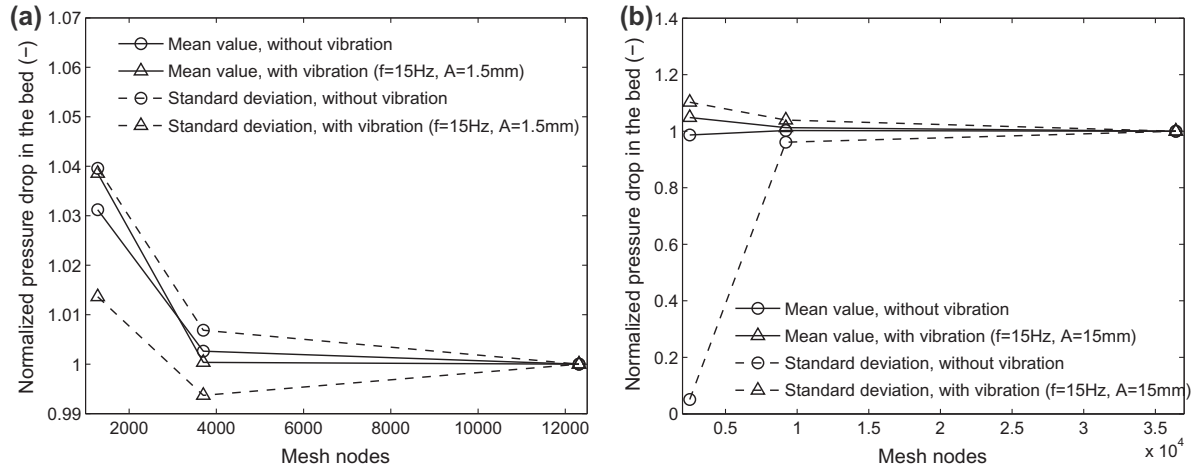 (a)
1.07
1.06
1.05
1.04
1.03
1.02
1.01
1
0.99
Normalized pressure drop in the bed (−)
Mean value, without vibration
Mean value, with vibration (f=15Hz, A=1.5mm)
Standard deviation, without vibration
Standard deviation, with vibration (f=15Hz, A=1.5mm)
2000 4000 6000 8000 10000 12000
Mesh nodes
(b)
1.4
1.2
1
0.8
0.6
0.4
0.2
0
Normalized pressure drop in the bed (−)
Mean value, without vibration
Mean value, with vibration (f=15Hz, A=15mm)
Standard deviation, without vibration
Standard deviation, with vibration (f=15Hz, A=15mm)
0.5 1 1.5 2 2.5 3 3.5
x 10⁴
Mesh nodes